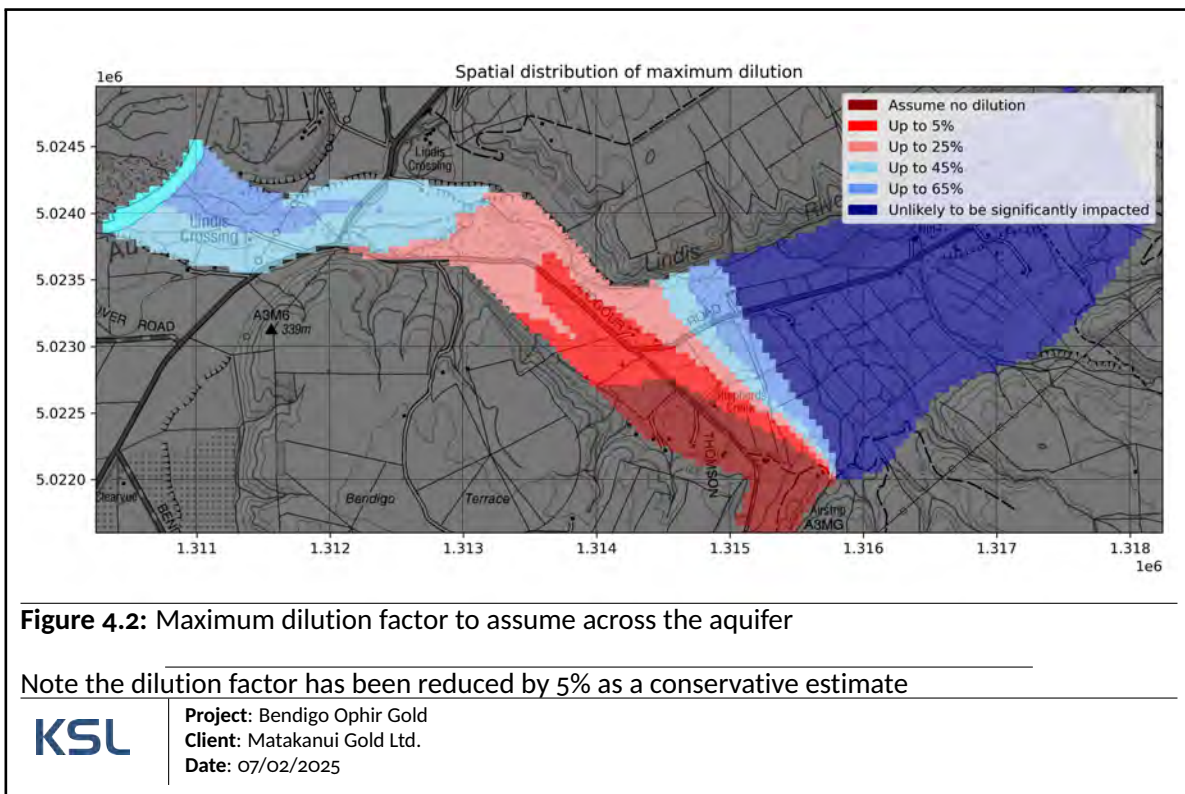 Spatial distribution of maximum dilution
1e6
Assume no dilution
Up to 5%
Up to 25%
Up to 45%
Up to 65%
Unlikely to be significantly impacted
5.0245
5.0240
5.0235
5.0230
5.0225
5.0220
Lindis
Crossing
Lindis
Crossing
Lindis
A3M6
339m
ROAD
ROAD
THOMSON
Bendigo
Terrace
Airstrip
A3MG
1.311
1.312
1.313
1.314
1.315
1.316
1.317
1.318
1e6
Figure 4.2: Maximum dilution factor to assume across the aquifer
Note the dilution factor has been reduced by 5% as a conservative estimate
KSL
Project: Bendigo Ophir Gold
Client: Matakanui Gold Ltd.
Date: 07/02/2025